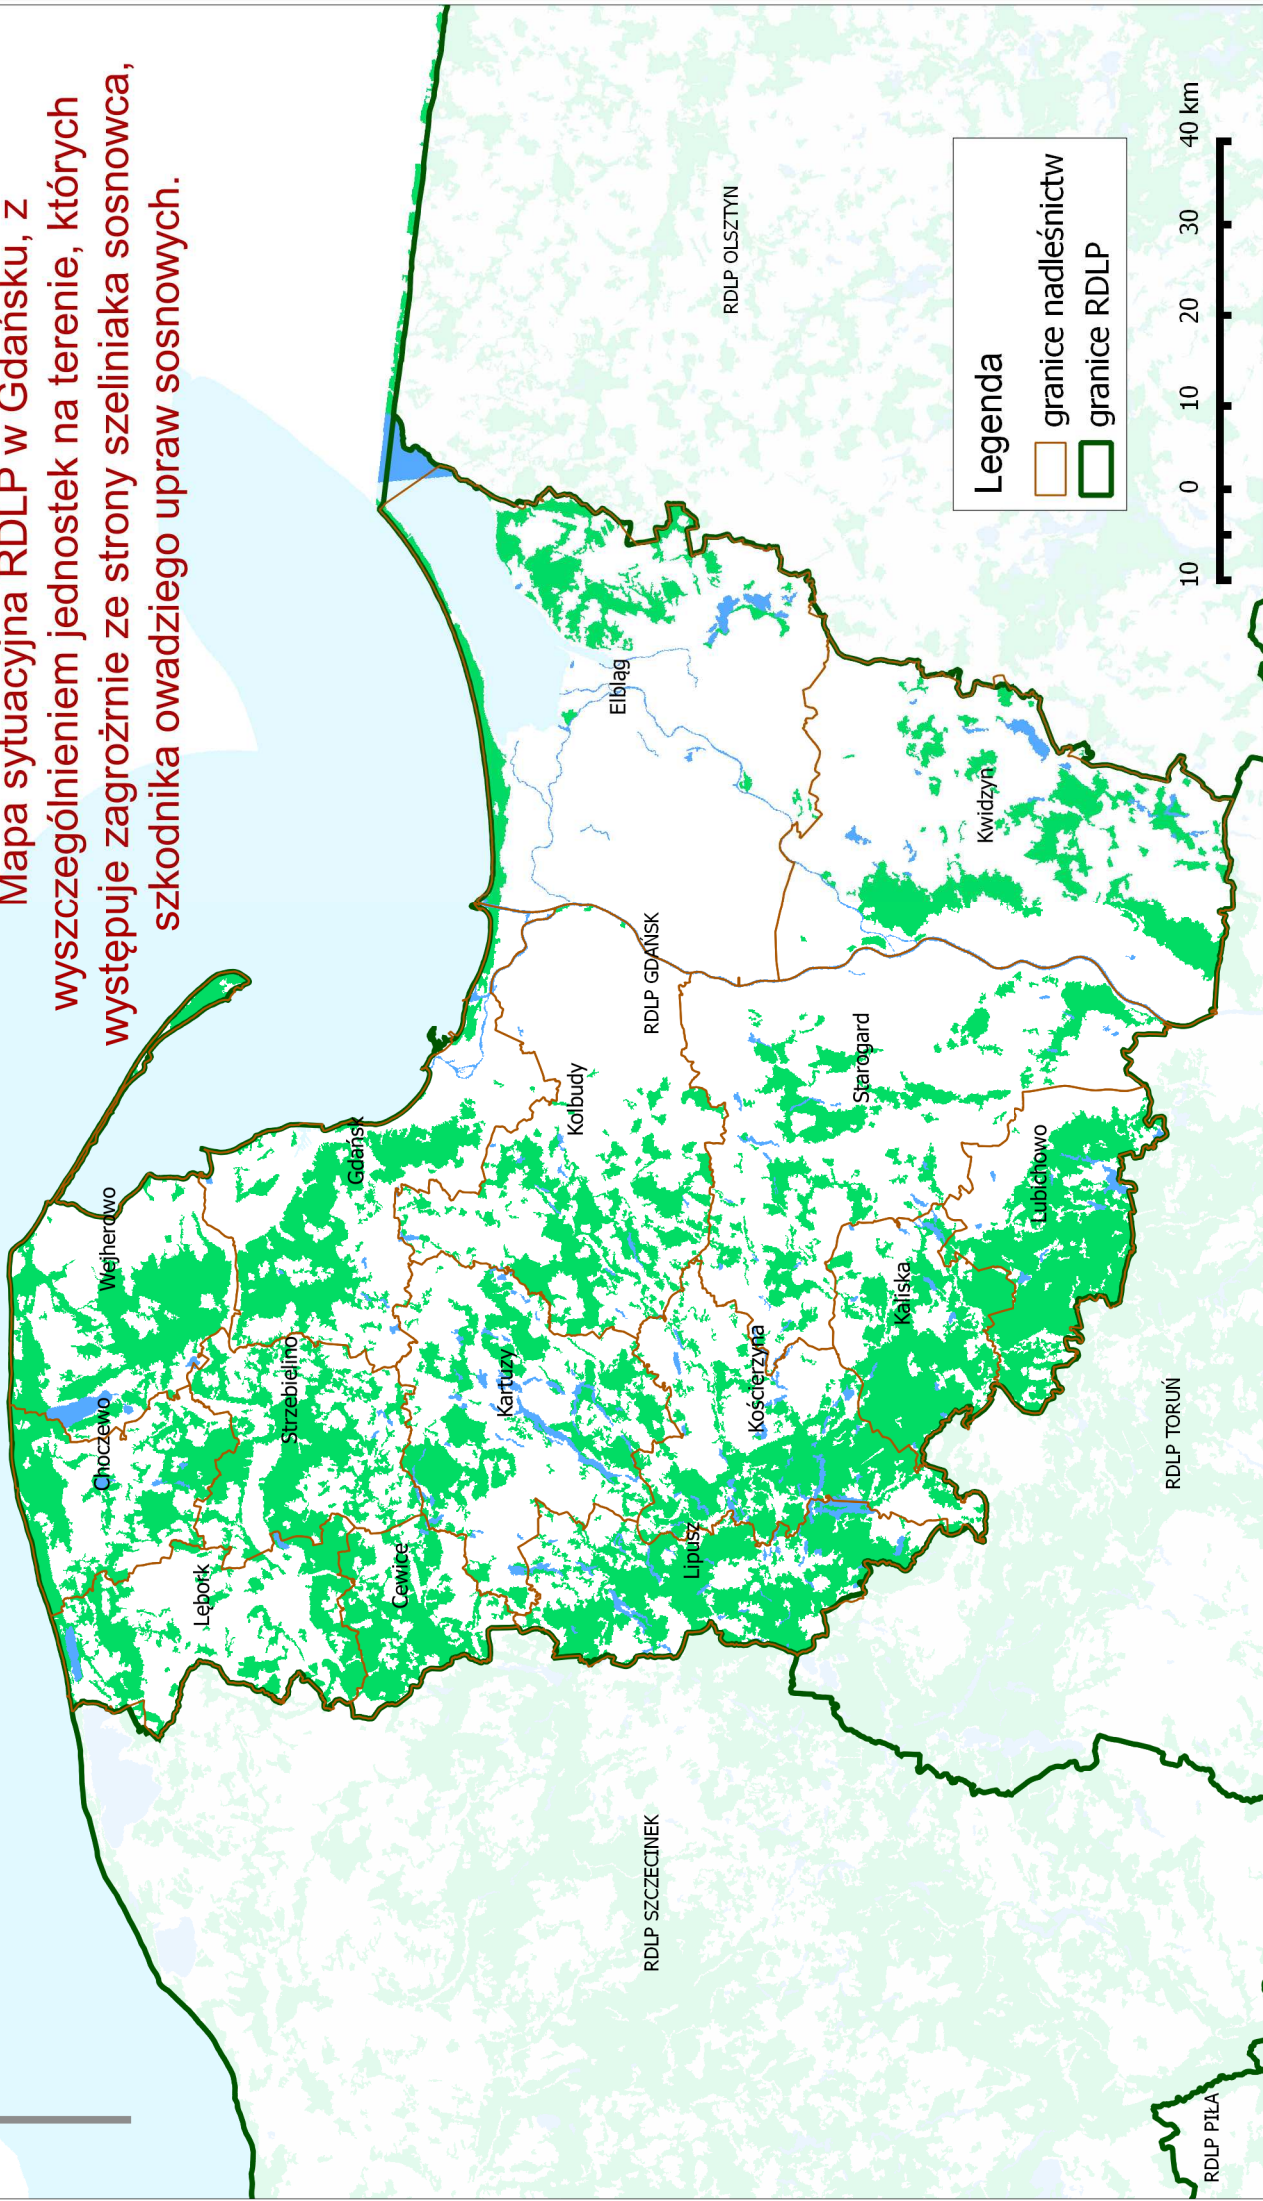 Mapa sytuacyjna RDLP w Gdańsku, z
wyszczególnieniem jednostek na terenie, których
występuje zagrożnie ze strony szeliniaka sosnowca,
szkodnika owadziego upraw sosnowych.
Wejherowo
Choczewo
Lębork
Strzebielino
Gdańsk
Cewice
Kartuzy
Kolbudy
Elbląg
RDLP GDAŃSK
RDLP SZCZECINEK
Lipusz
Kościerzyna
RDLP OLSZTYN
Starogard
Kaliska
Kwidzyn
Lubichowo
RDLP TORUŃ
RDLP PIŁA
Legenda
granice nadleśnictw
granice RDLP
10 0 10 20 30 40 km